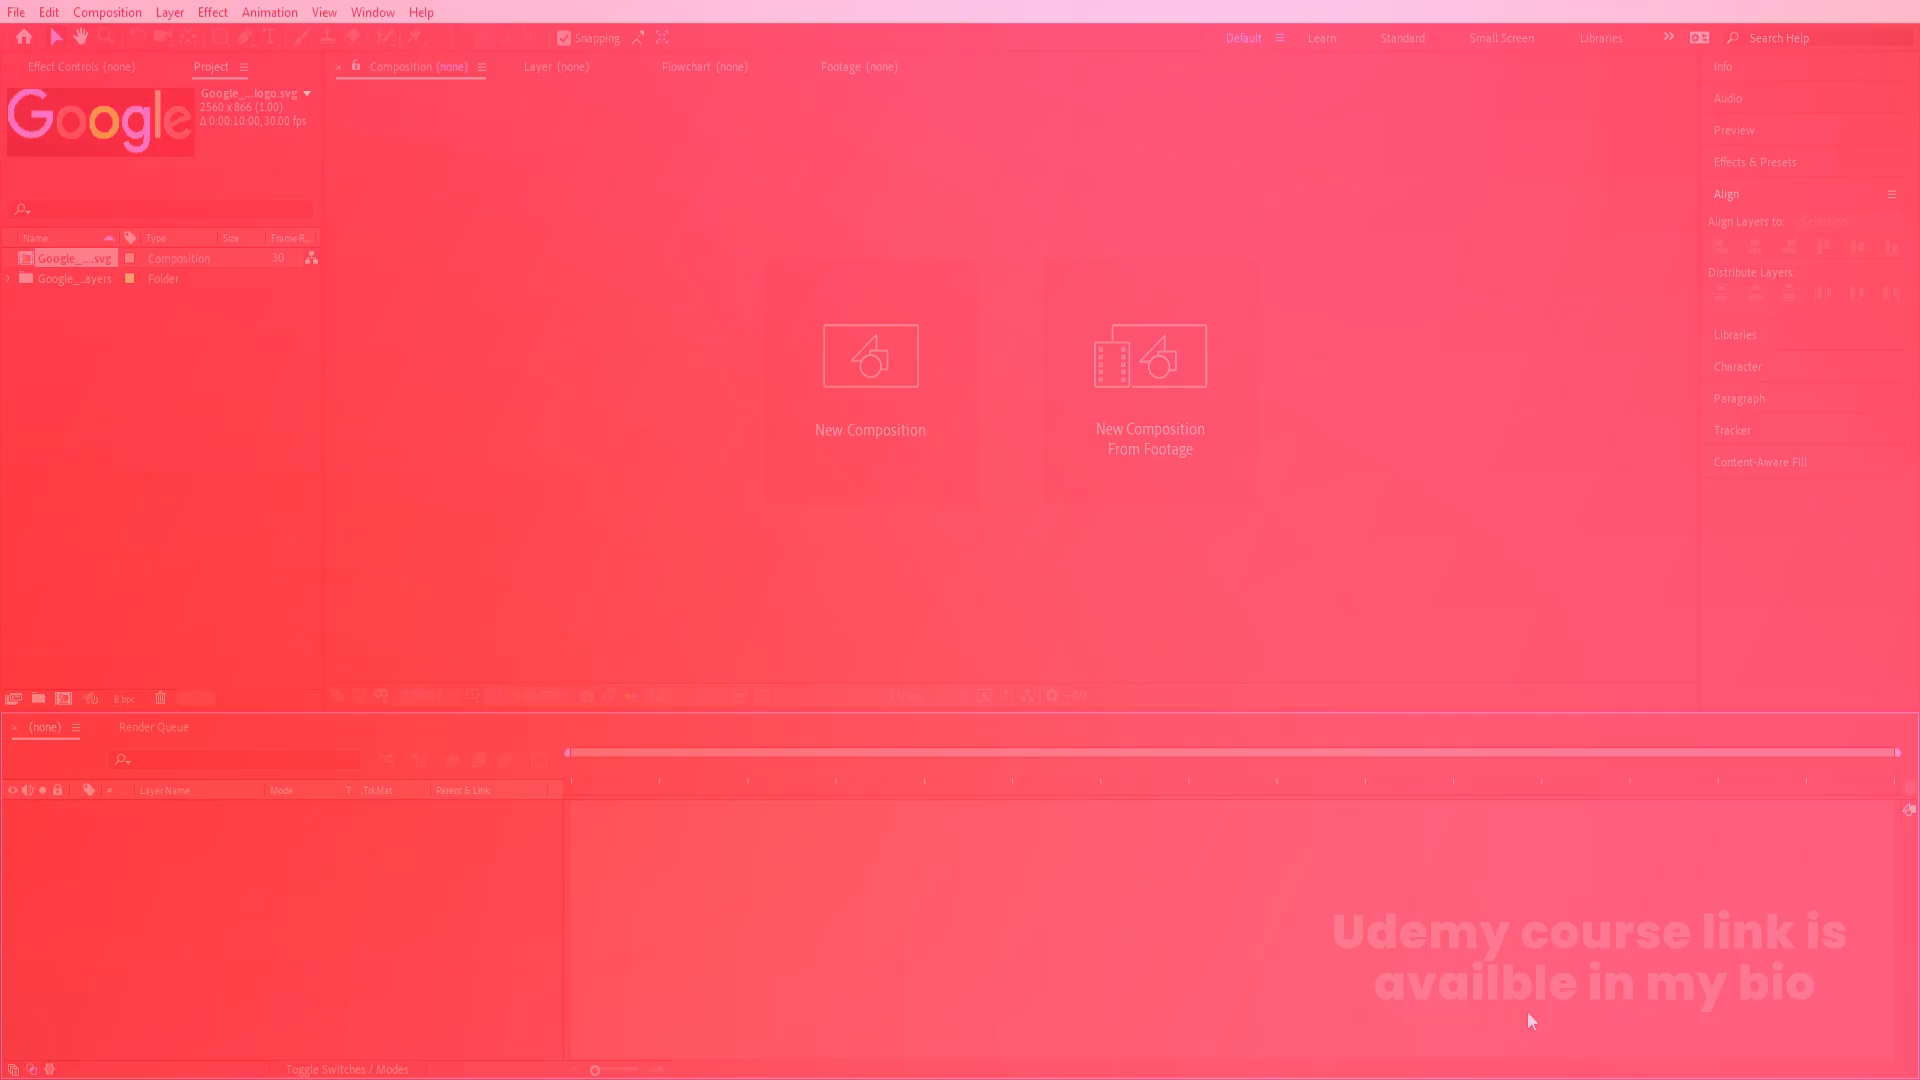 File Edit Composition Layer Effect Animation View Window Help
Snapping
Default Learn Standard Small Screen Libraries Search Help
Effect Controls (none) Project
Composition (none) Layer (none) Flowchart (none) Footage (none)
Google
Google_...logo.svg
2560 x 866 (1.00)
Δ 0:00:10:00, 30.00 fps
Name Type Size Frame R...
Google_....svg Composition 30
Google_...ayers Folder
New Composition
New Composition
From Footage
Info
Audio
Preview
Effects & Presets
Align
Align Layers to: Selection
Distribute Layers:
Libraries
Character
Paragraph
Tracker
Content-Aware Fill
8 bpc
(none) Render Queue
# Layer Name Mode T TrkMat Parent & Link
Udemy course link is
availble in my bio
Toggle Switches / Modes